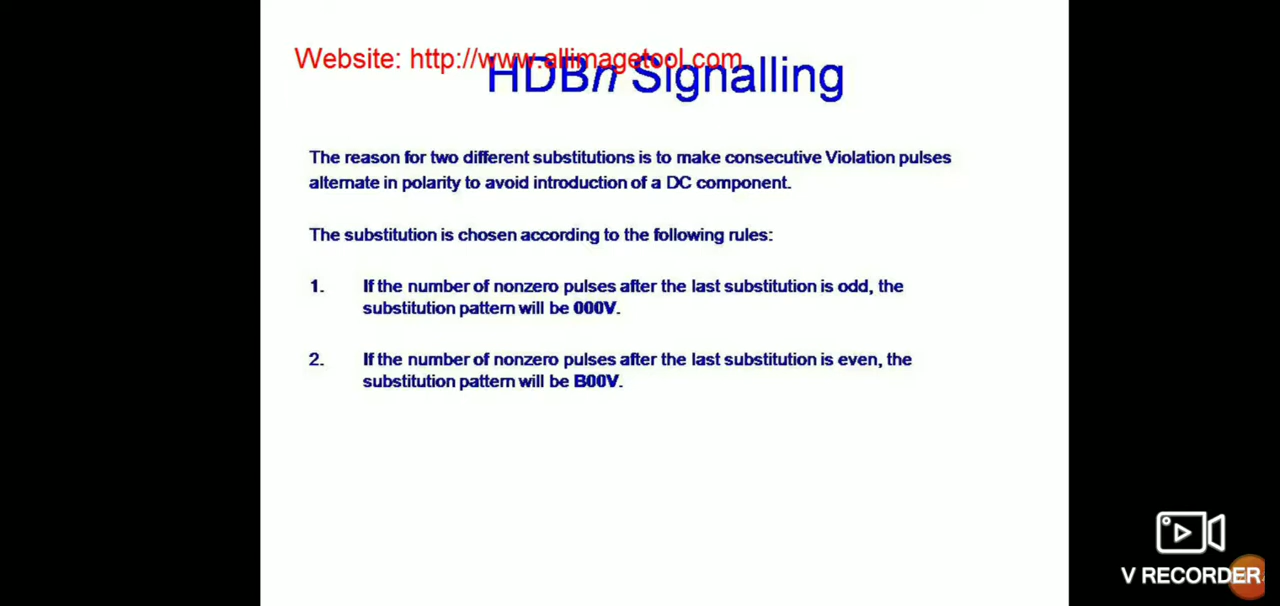 Website: http://www.allimagetool.com
HDBn Signalling
The reason for two different substitutions is to make consecutive Violation pulses
alternate in polarity to avoid introduction of a DC component.
The substitution is chosen according to the following rules:
1. If the number of nonzero pulses after the last substitution is odd, the
substitution pattern will be 000V.
2. If the number of nonzero pulses after the last substitution is even, the
substitution pattern will be B00V.
V RECORDER